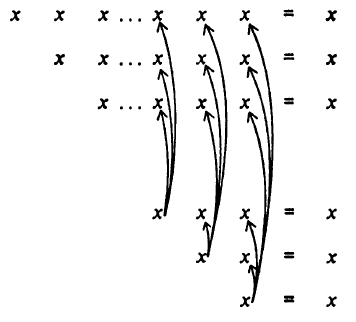 x x x ... x x x = x
x x ... x x x = x
x ... x x x = x
x x x = x
x x = x
x = x